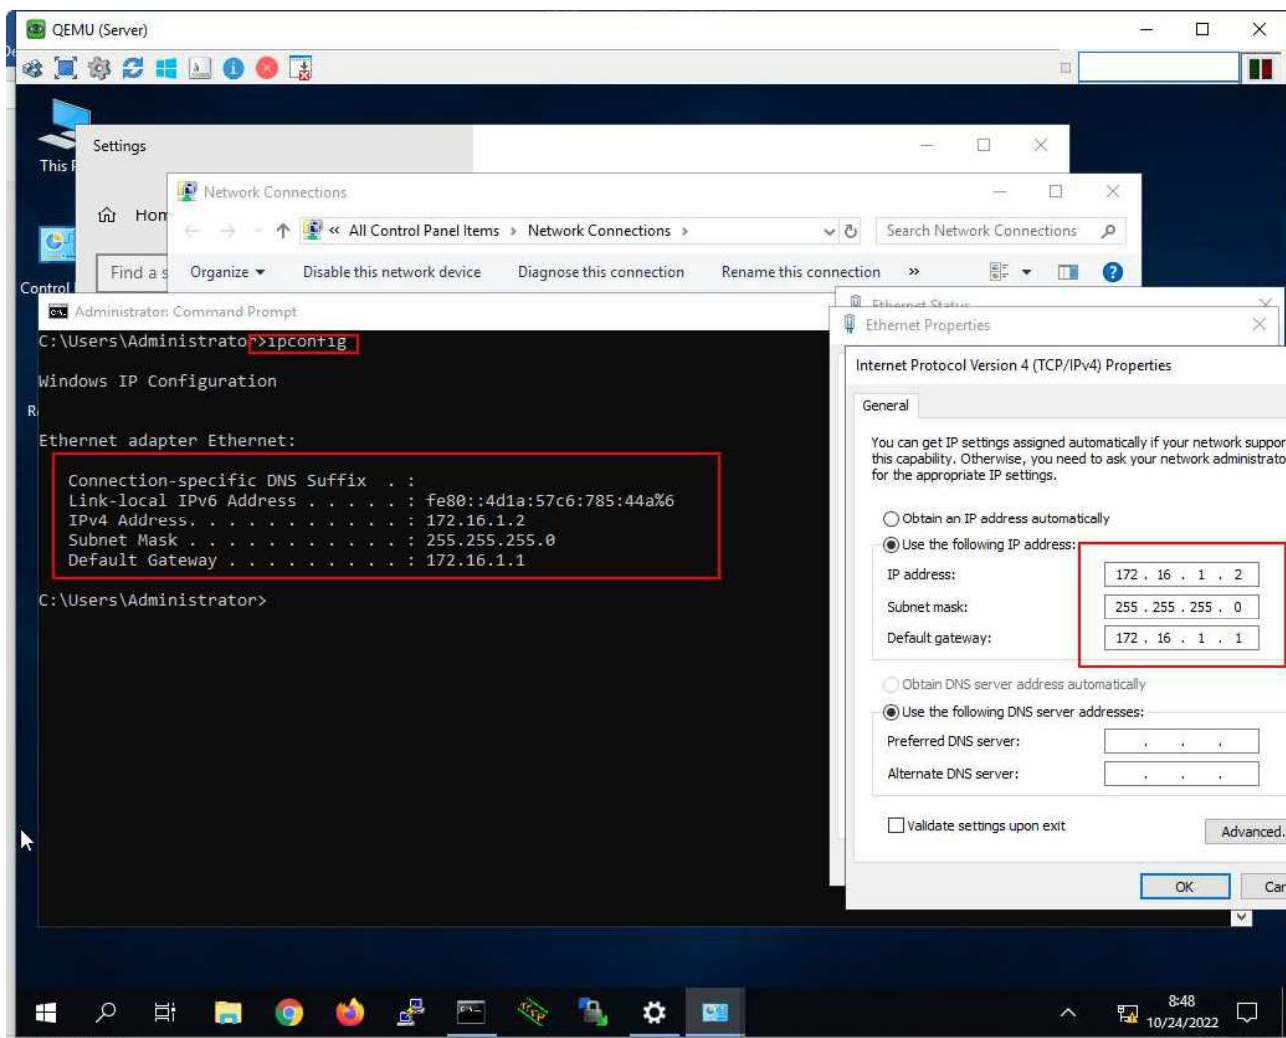 QEMU (Server)
This P
Settings
Hom
Find a s
Control
Network Connections
« All Control Panel Items > Network Connections >
Search Network Connections
Organize
Disable this network device
Diagnose this connection
Rename this connection
»
Administrator: Command Prompt
C:\Users\Administrator>ipconfig
Windows IP Configuration
Ethernet adapter Ethernet:
Connection-specific DNS Suffix . :
Link-local IPv6 Address . . . . . : fe80::4d1a:57c6:785:44a%6
IPv4 Address. . . . . . . . . . . : 172.16.1.2
Subnet Mask . . . . . . . . . . . : 255.255.255.0
Default Gateway . . . . . . . . . : 172.16.1.1
C:\Users\Administrator>
Ethernet Status
Ethernet Properties
Internet Protocol Version 4 (TCP/IPv4) Properties
General
You can get IP settings assigned automatically if your network suppor
this capability. Otherwise, you need to ask your network administrato
for the appropriate IP settings.
Obtain an IP address automatically
Use the following IP address:
IP address: 172 . 16 . 1 . 2
Subnet mask: 255 . 255 . 255 . 0
Default gateway: 172 . 16 . 1 . 1
Obtain DNS server address automatically
Use the following DNS server addresses:
Preferred DNS server: . . .
Alternate DNS server: . . .
Validate settings upon exit
Advanced.
OK
Can
8:48
10/24/2022